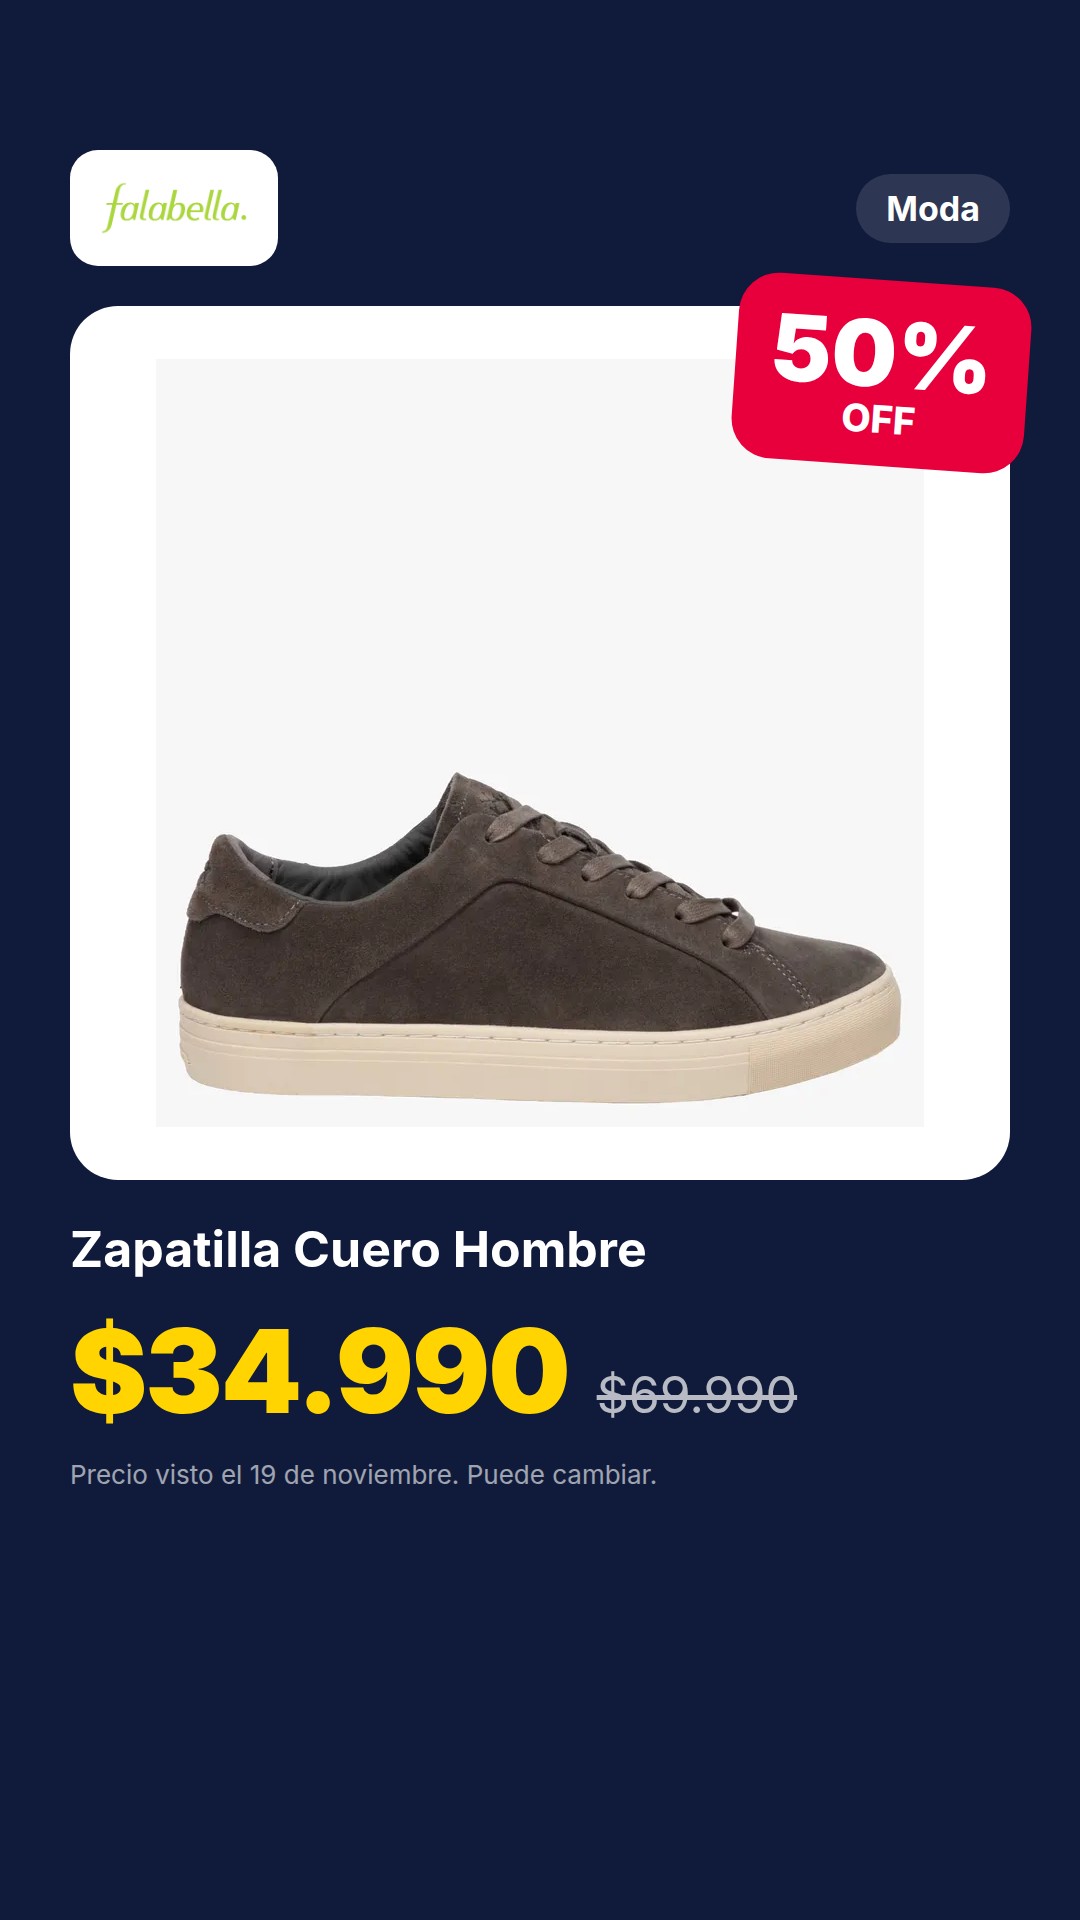 falabella.
Moda
50%
OFF
Zapatilla Cuero Hombre
$34.990 $69.990
Precio visto el 19 de noviembre. Puede cambiar.